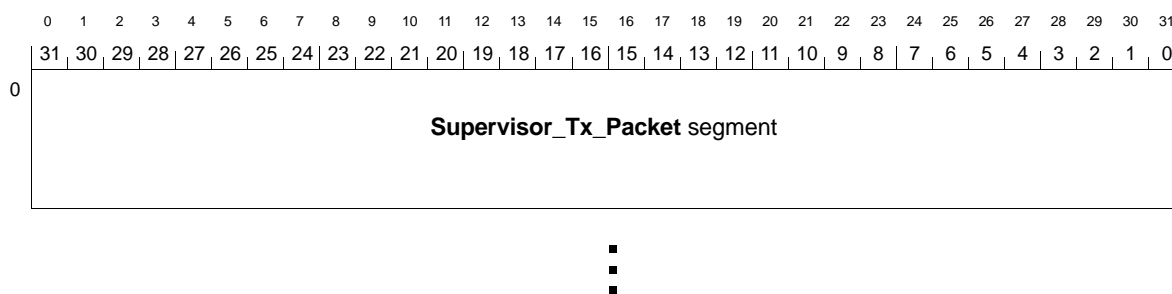 0 1 2 3 4 5 6 7 8 9 10 11 12 13 14 15 16 17 18 19 20 21 22 23 24 25 26 27 28 29 30 31
31 30 29 28 27 26 25 24 23 22 21 20 19 18 17 16 15 14 13 12 11 10 9 8 7 6 5 4 3 2 1 0
0
Supervisor_Tx_Packet segment